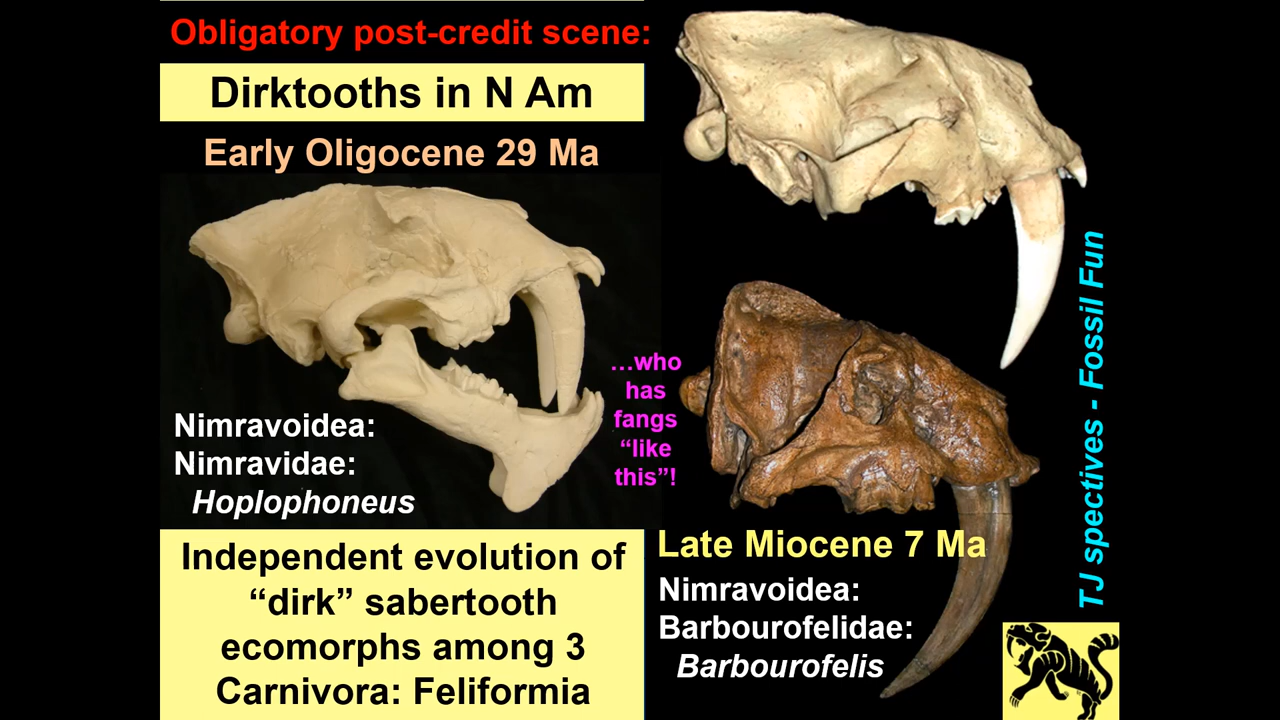 Obligatory post-credit scene:
Dirktooths in N Am
Early Oligocene 29 Ma
Nimravoidea:
Nimravidae:
Hoplophoneus
…who
has
fangs
“like
this”!
Independent evolution of
“dirk” sabertooth
ecomorphs among 3
Carnivora: Feliformia
Late Miocene 7 Ma
Nimravoidea:
Barbourofelidae:
Barbourofelis
TJ spectives - Fossil Fun